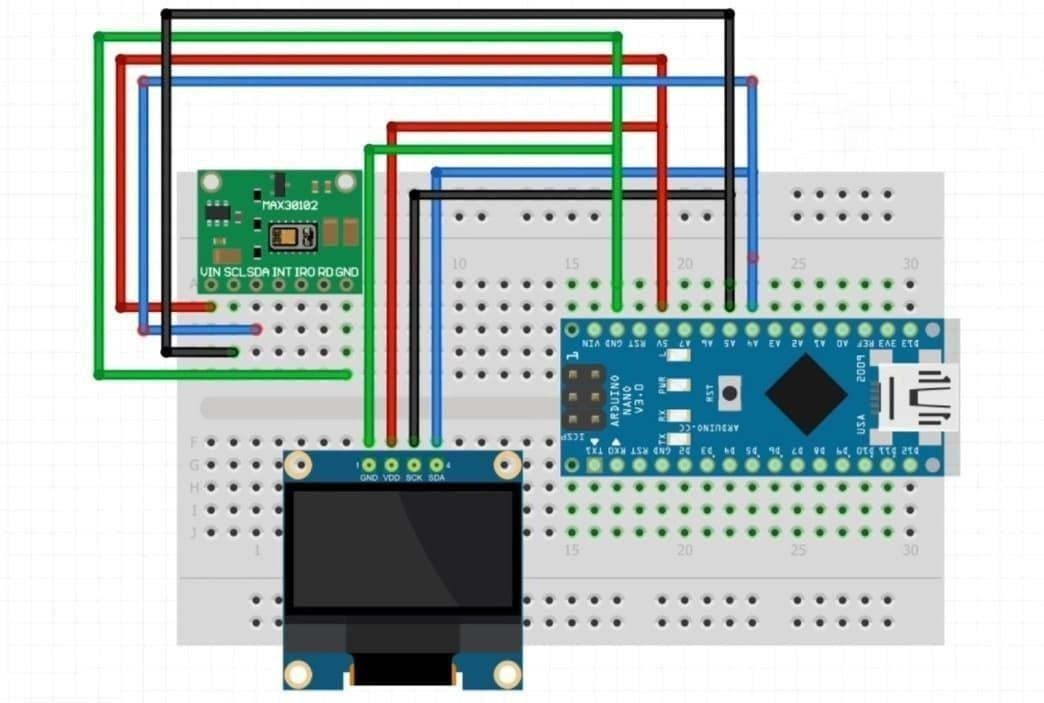 MAX30102
VIN SCL SDA INT IRO RD GND
A
10 15 20 25 30
VIN GND RST 5V A7 A6 A5 A4 A3 A2 A1 A0 REF 3V3 D13
1
L
PWR
RX
TX
ARDUINO
NANO
V3.0
RST
ARDUINO.CC
2009
USA
ICSP
TX1 RX0 RST GND D2 D3 D4 D5 D6 D7 D8 D9 D10 D11 D12
F
G
H
I
J
1 4
GND VDD SCK SDA
1 15 20 25 30